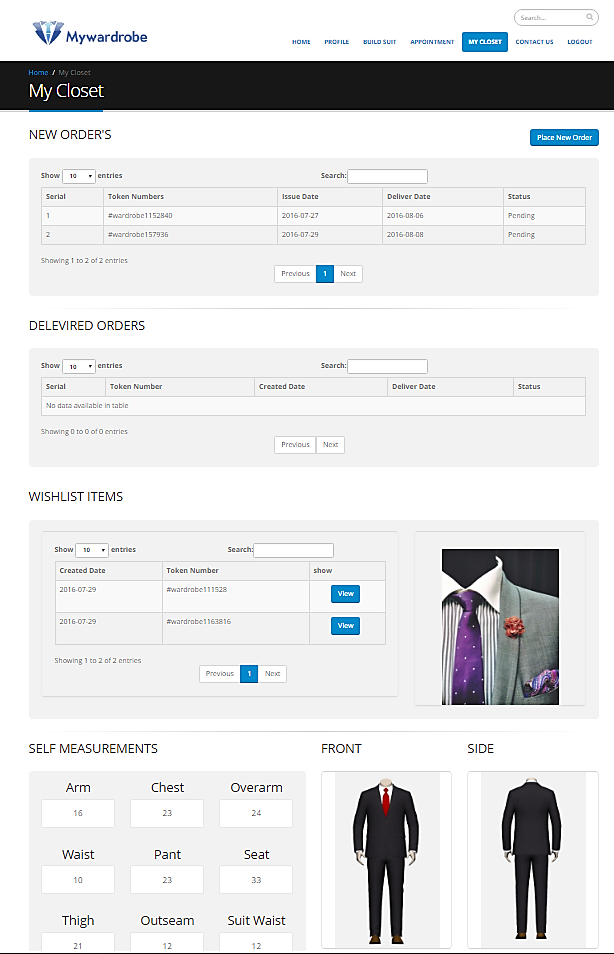 Search...
Mywardrobe
HOME PROFILE BUILD SUIT APPOINTMENT MY CLOSET CONTACT US LOGOUT
Home / My Closet
My Closet
NEW ORDER'S
Place New Order
Show 10 entries Search:
Serial Token Numbers Issue Date Deliver Date Status
1 #wardrobe1152840 2016-07-27 2016-08-06 Pending
2 #wardrobe157936 2016-07-29 2016-08-08 Pending
Showing 1 to 2 of 2 entries
Previous 1 Next
DELEVIRED ORDERS
Show 10 entries Search:
Serial Token Number Created Date Deliver Date Status
No data available in table
Showing 0 to 0 of 0 entries
Previous Next
WISHLIST ITEMS
Show 10 entries Search:
Created Date Token Number show
2016-07-29 #wardrobe111528 View
2016-07-29 #wardrobe1163816 View
Showing 1 to 2 of 2 entries
Previous 1 Next
SELF MEASUREMENTS FRONT SIDE
Arm Chest Overarm
16 23 24
Waist Pant Seat
10 23 33
Thigh Outseam Suit Waist
21 12 12